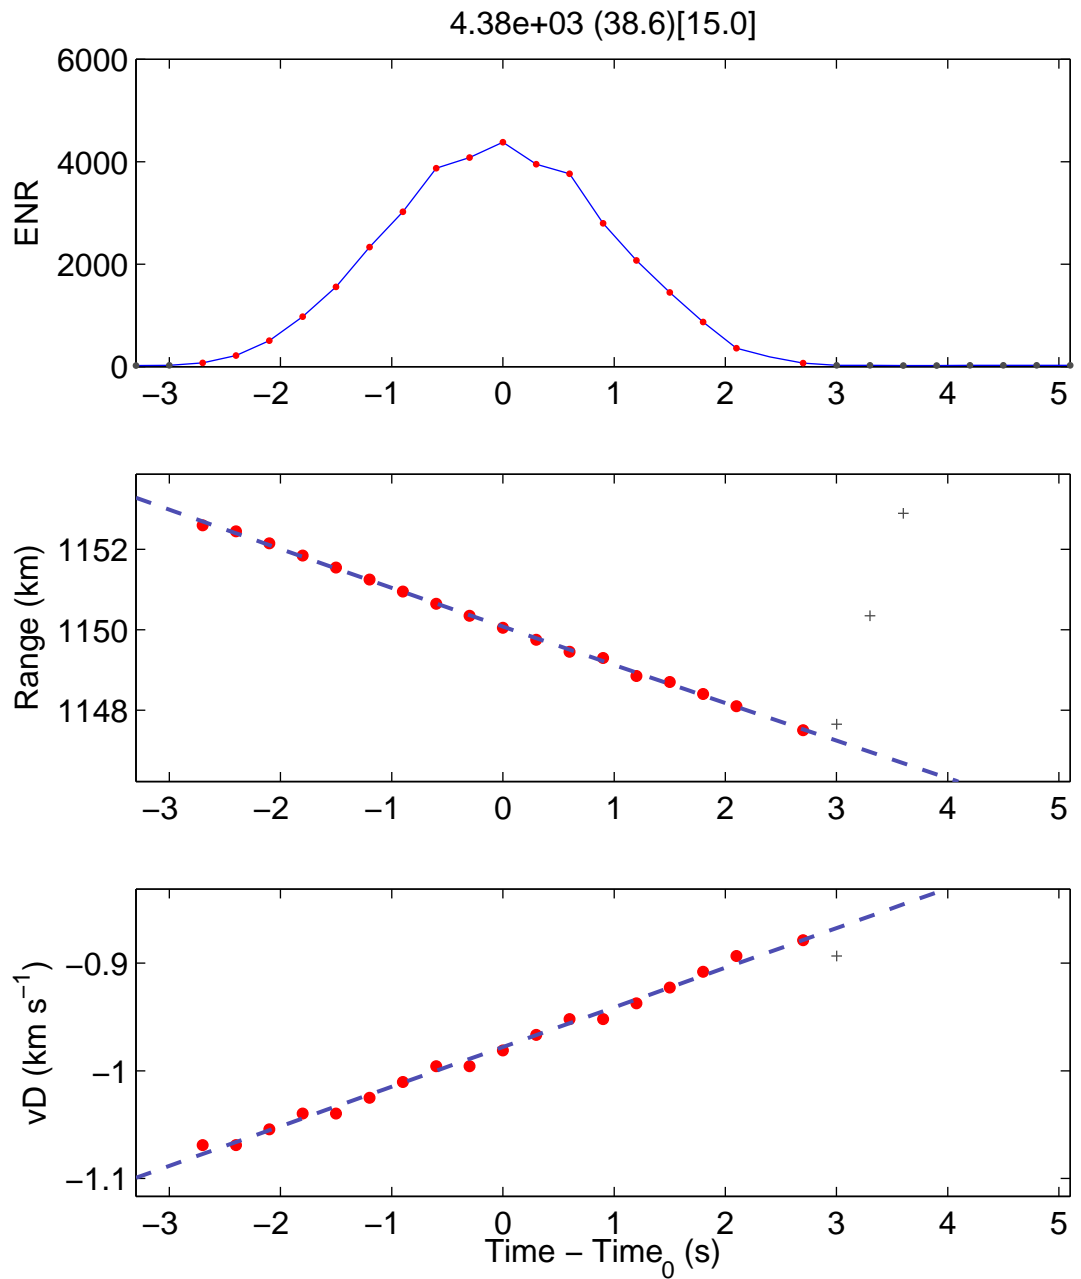 4.38e+03 (38.6)[15.0]
6000
4000
2000
0
ENR
−3 −2 −1 0 1 2 3 4 5
1152
1150
1148
Range (km)
−3 −2 −1 0 1 2 3 4 5
−0.9
−1
−1.1
vD (km s−1)
−3 −2 −1 0 1 2 3 4 5
Time − Time0 (s)